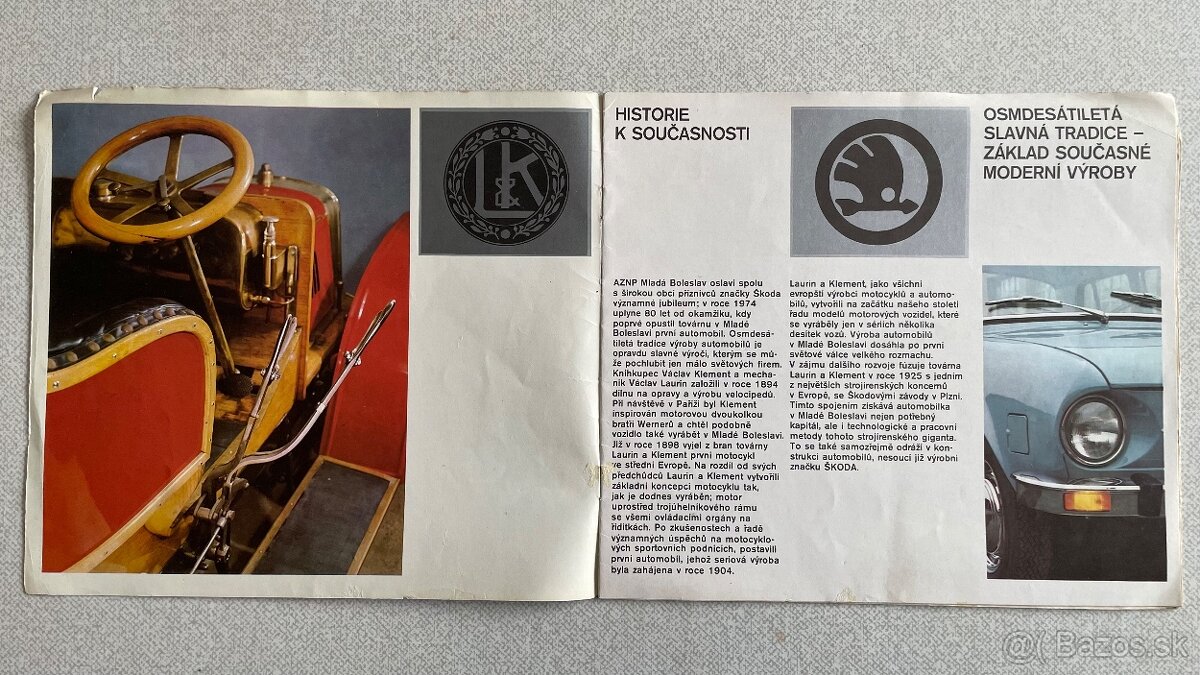 L&K
HISTORIE
K SOUČASNOSTI
OSMDESÁTILETÁ
SLAVNÁ TRADICE –
ZÁKLAD SOUČASNÉ
MODERNÍ VÝROBY
AZNP Mladá Boleslav oslaví spolu
s širokou obcí příznivců značky Škoda
významné jubileum; v roce 1974
uplyne 80 let od okamžiku, kdy
poprvé opustil továrnu v Mladé
Boleslavi první automobil. Osmdesá-
tiletá tradice výroby automobilů je
opravdu slavné výročí, kterým se mů-
že pochlubit jen málo světových firem.
Knihkupec Václav Klement a mecha-
nik Václav Laurin založili v roce 1894
dílnu na opravy a výrobu velocipedů.
Při návštěvě v Paříži byl Klement
inspirován motorovou dvoukolkou
bratří Wernerů a chtěl podobné
vozidlo také vyrábět v Mladé Boleslavi.
Již v roce 1898 vyjel z bran továrny
Laurin a Klement první motocykl
ve střední Evropě. Na rozdíl od svých
předchůdců Laurin a Klement vytvořili
základní koncepci motocyklu tak,
jak je dodnes vyráběn; motor
uprostřed trojúhelníkového rámu
se všemi ovládacími orgány na
řidítkách. Po zkušenostech a řadě
významných úspěchů na motocyklo-
vých sportovních podnicích, postavili
první automobil, jehož seriová výroba
byla zahájena v roce 1904.
Laurin a Klement, jako všichni
evropští výrobci motocyklů a automo-
bilů, vytvořili na začátku našeho století
řadu modelů motorových vozidel, které
se vyráběly jen v sériích několika
desítek vozů. Výroba automobilů
v Mladé Boleslavi dosáhla po první
světové válce velkého rozmachu.
V zájmu dalšího rozvoje fúzuje továrna
Laurin a Klement v roce 1925 s jedním
z největších strojírenských koncernů
v Evropě, se Škodovými závody v Plzni.
Tímto spojením získává automobilka
v Mladé Boleslavi nejen potřebný
kapitál, ale i technologické a pracovní
metody tohoto strojírenského giganta.
To se také samozřejmě odráží v kon-
strukci automobilů, nesoucí již výrobní
značku ŠKODA.
@( Bazos.sk